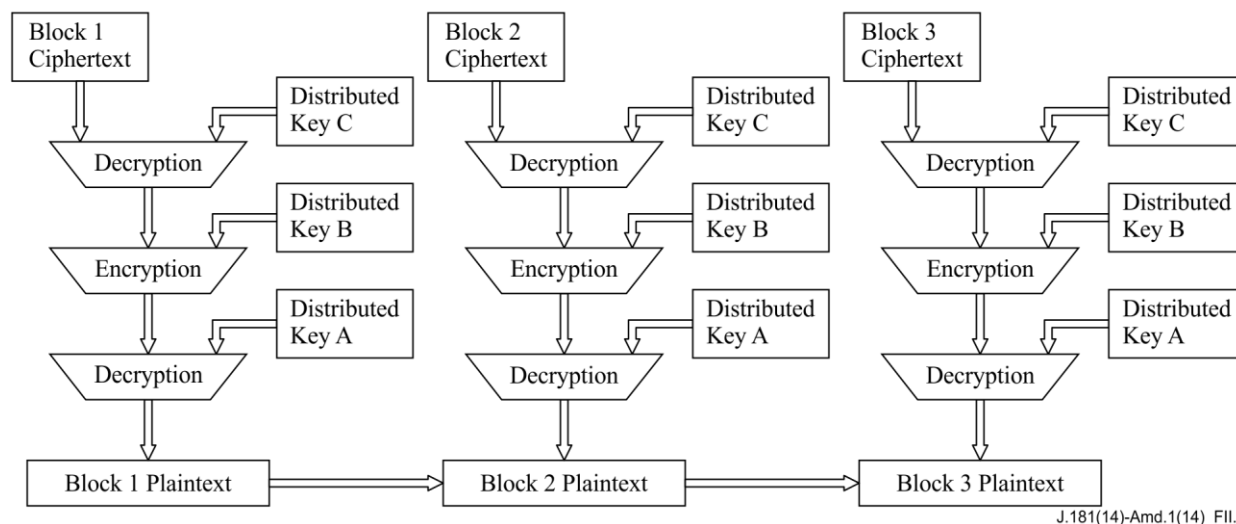 Block 1
Ciphertext
Block 2
Ciphertext
Block 3
Ciphertext
Distributed
Key C
Distributed
Key C
Distributed
Key C
Decryption
Decryption
Decryption
Distributed
Key B
Distributed
Key B
Distributed
Key B
Encryption
Encryption
Encryption
Distributed
Key A
Distributed
Key A
Distributed
Key A
Decryption
Decryption
Decryption
Block 1 Plaintext
Block 2 Plaintext
Block 3 Plaintext
J.181(14)-Amd.1(14)_FII.